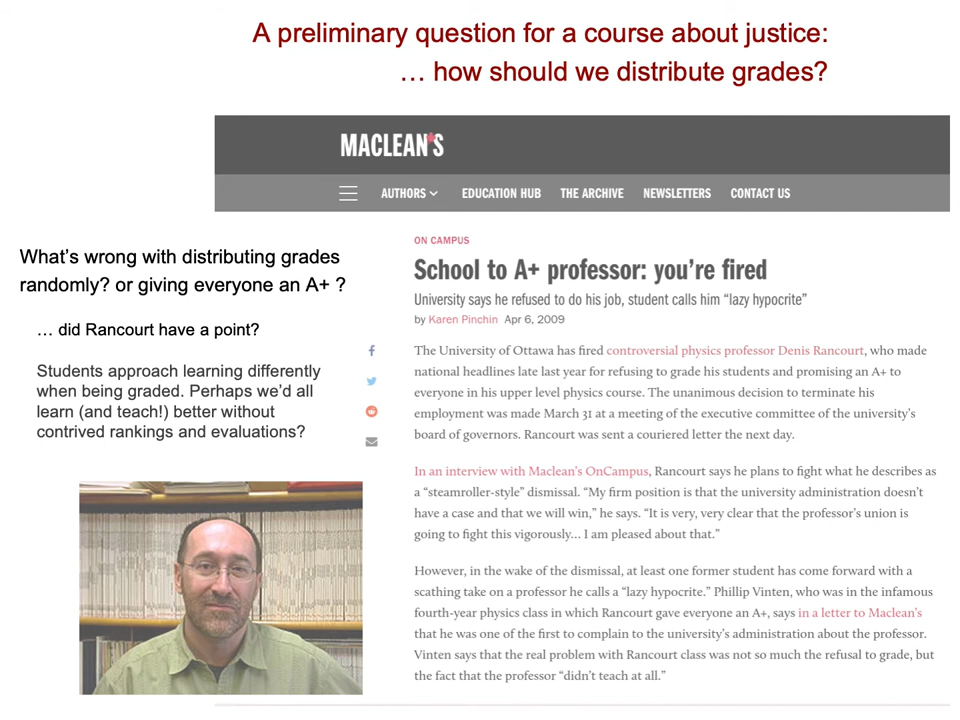 A preliminary question for a course about justice:
… how should we distribute grades?
MACLEAN'S
AUTHORS
EDUCATION HUB
THE ARCHIVE
NEWSLETTERS
CONTACT US
What's wrong with distributing grades
randomly? or giving everyone an A+ ?
… did Rancourt have a point?
Students approach learning differently
when being graded. Perhaps we'd all
learn (and teach!) better without
contrived rankings and evaluations?
ON CAMPUS
School to A+ professor: you're fired
University says he refused to do his job, student calls him "lazy hypocrite"
by Karen Pinchin Apr 6, 2009
The University of Ottawa has fired controversial physics professor Denis Rancourt, who made
national headlines late last year for refusing to grade his students and promising an A+ to
everyone in his upper level physics course. The unanimous decision to terminate his
employment was made March 31 at a meeting of the executive committee of the university's
board of governors. Rancourt was sent a couriered letter the next day.
In an interview with Maclean's OnCampus, Rancourt says he plans to fight what he describes as
a "steamroller-style" dismissal. "My firm position is that the university administration doesn't
have a case and that we will win," he says. "It is very, very clear that the professor's union is
going to fight this vigorously… I am pleased about that."
However, in the wake of the dismissal, at least one former student has come forward with a
scathing take on a professor he calls a "lazy hypocrite." Phillip Vinten, who was in the infamous
fourth-year physics class in which Rancourt gave everyone an A+, says in a letter to Maclean's
that he was one of the first to complain to the university's administration about the professor.
Vinten says that the real problem with Rancourt class was not so much the refusal to grade, but
the fact that the professor "didn't teach at all."